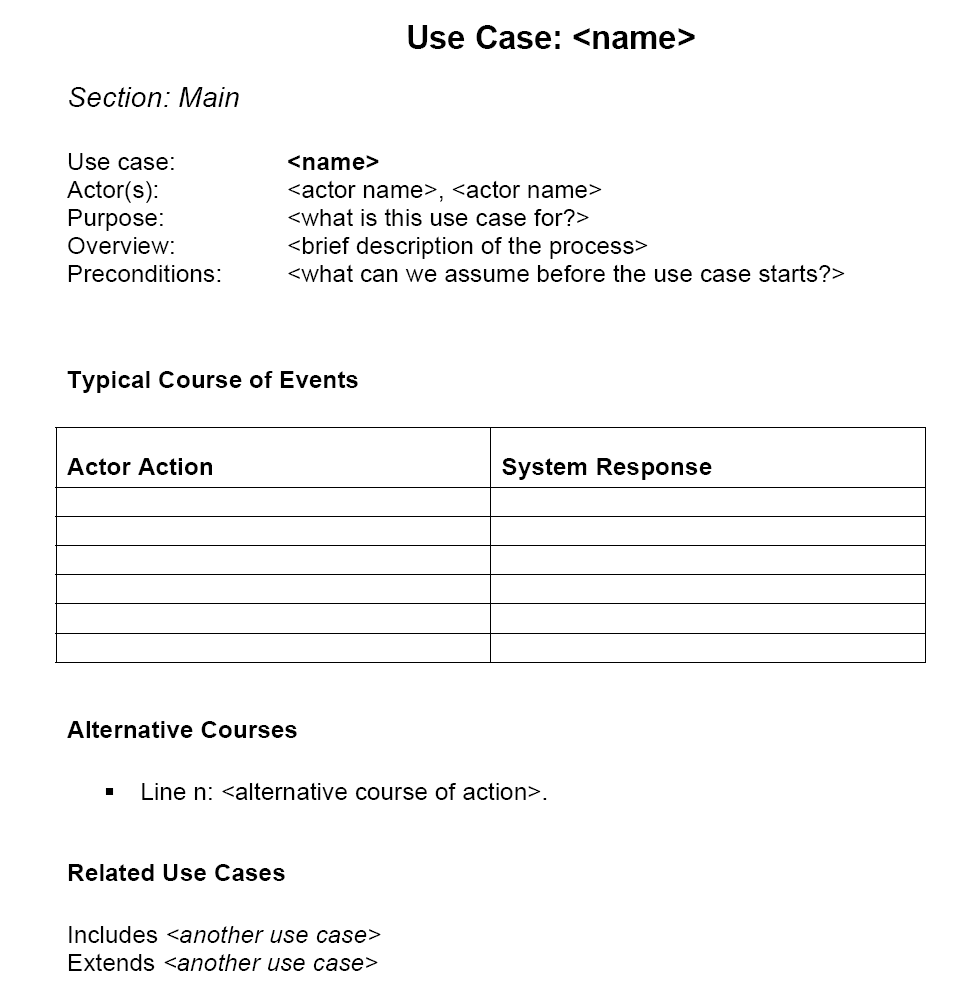 Use Case: <name>
Section: Main
Use case: <name>
Actor(s): <actor name>, <actor name>
Purpose: <what is this use case for?>
Overview: <brief description of the process>
Preconditions: <what can we assume before the use case starts?>
Typical Course of Events
Actor Action System Response
Alternative Courses
▪ Line n: <alternative course of action>.
Related Use Cases
Includes <another use case>
Extends <another use case>